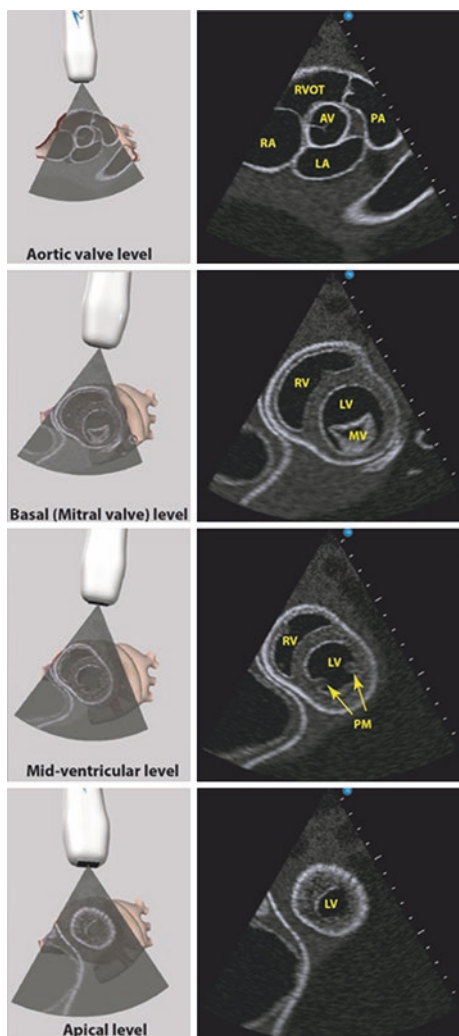 RVOT
AV
PA
RA
LA
Aortic valve level
RV
LV
MV
Basal (Mitral valve) level
RV
LV
PM
Mid-ventricular level
LV
Apical level